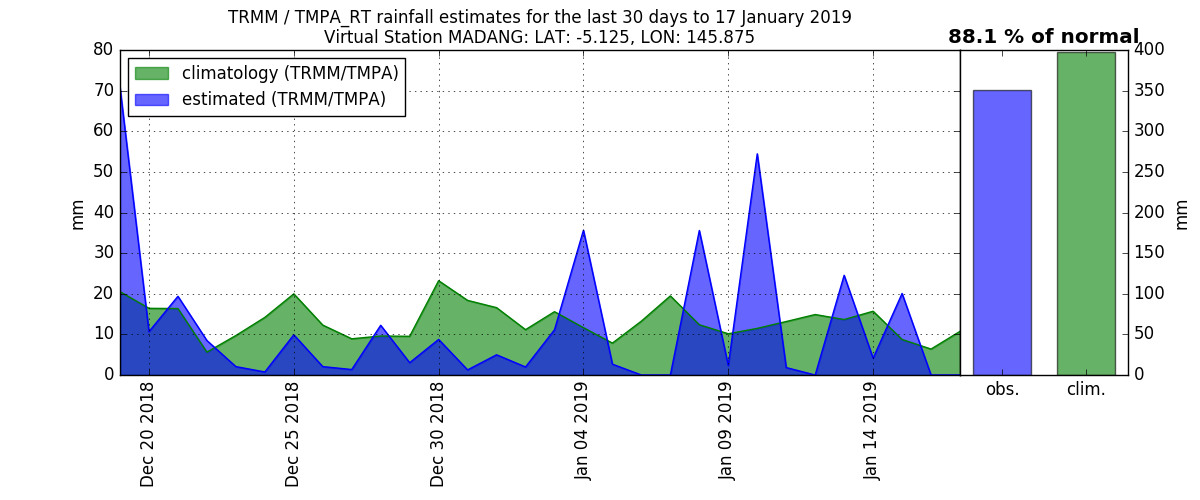 TRMM / TMPA_RT rainfall estimates for the last 30 days to 17 January 2019
Virtual Station MADANG: LAT: -5.125, LON: 145.875
88.1 % of normal
climatology (TRMM/TMPA)
estimated (TRMM/TMPA)
80
70
60
50
40
30
20
10
0
mm
Dec 20 2018
Dec 25 2018
Dec 30 2018
Jan 04 2019
Jan 09 2019
Jan 14 2019
400
350
300
250
200
150
100
50
0
mm
obs.
clim.